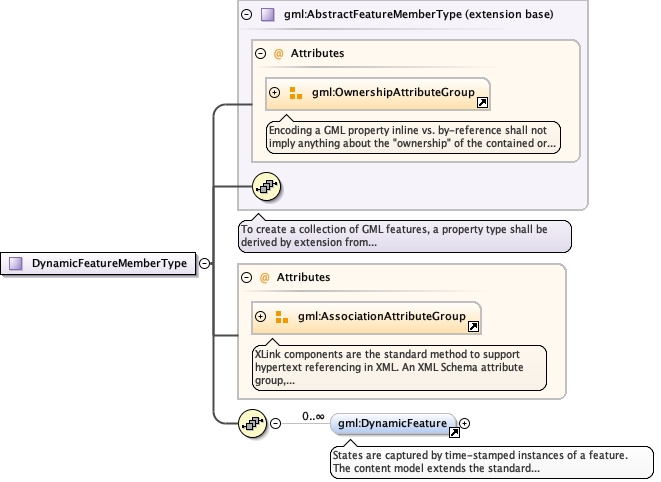 gml:AbstractFeatureMemberType (extension base)
@ Attributes
gml:OwnershipAttributeGroup
Encoding a GML property inline vs. by-reference shall not
imply anything about the "ownership" of the contained or...
To create a collection of GML features, a property type shall be
derived by extension from...
DynamicFeatureMemberType
@ Attributes
gml:AssociationAttributeGroup
XLink components are the standard method to support
hypertext referencing in XML. An XML Schema attribute
group,...
0..∞
gml:DynamicFeature
States are captured by time-stamped instances of a feature.
The content model extends the standard...